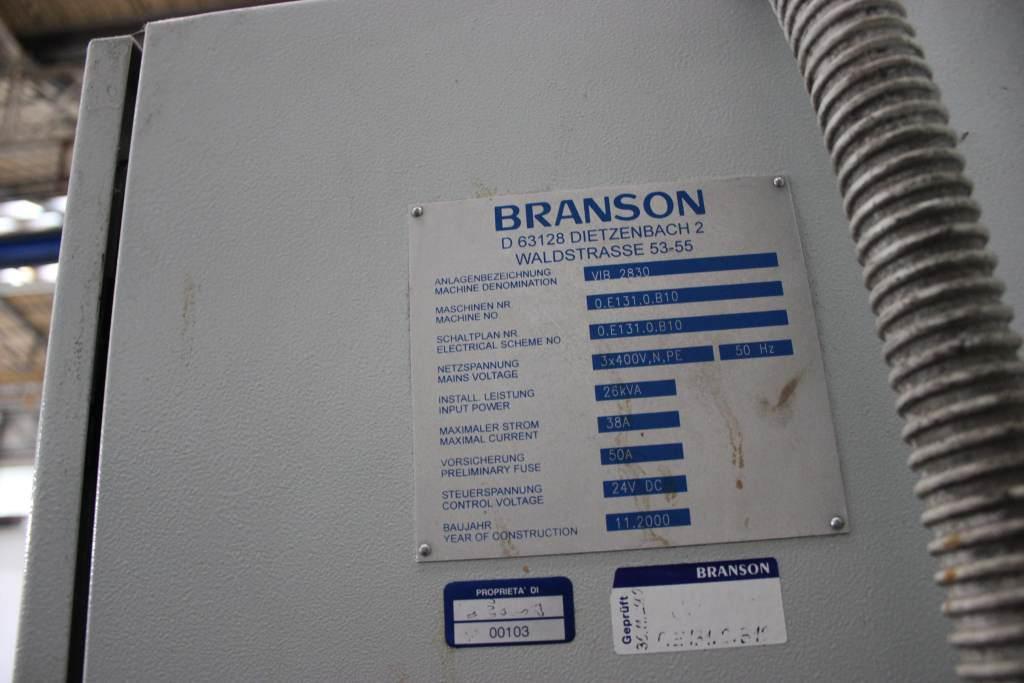 BRANSON
D 63128 DIETZENBACH 2
WALDSTRASSE 53-55
ANLAGENBEZEICHNUNG
MACHINE DENOMINATION
VIB 2830
MASCHINEN NR
MACHINE NO.
0.E131.0.B10
SCHALTPLAN NR.
ELECTRICAL SCHEME NO
0.E131.0.B10
NETZSPANNUNG
MAINS VOLTAGE
3x400V,N,PE 50 Hz
INSTALL. LEISTUNG
INPUT POWER
26kVA
MAXIMALER STROM
MAXIMAL CURRENT
38A
VORSICHERUNG
PRELIMINARY FUSE
50A
STEUERSPANNUNG
CONTROL VOLTAGE
24V DC
BAUJAHR
YEAR OF CONSTRUCTION
11.2000
PROPRIETA' DI
00103
BRANSON
Geprüft